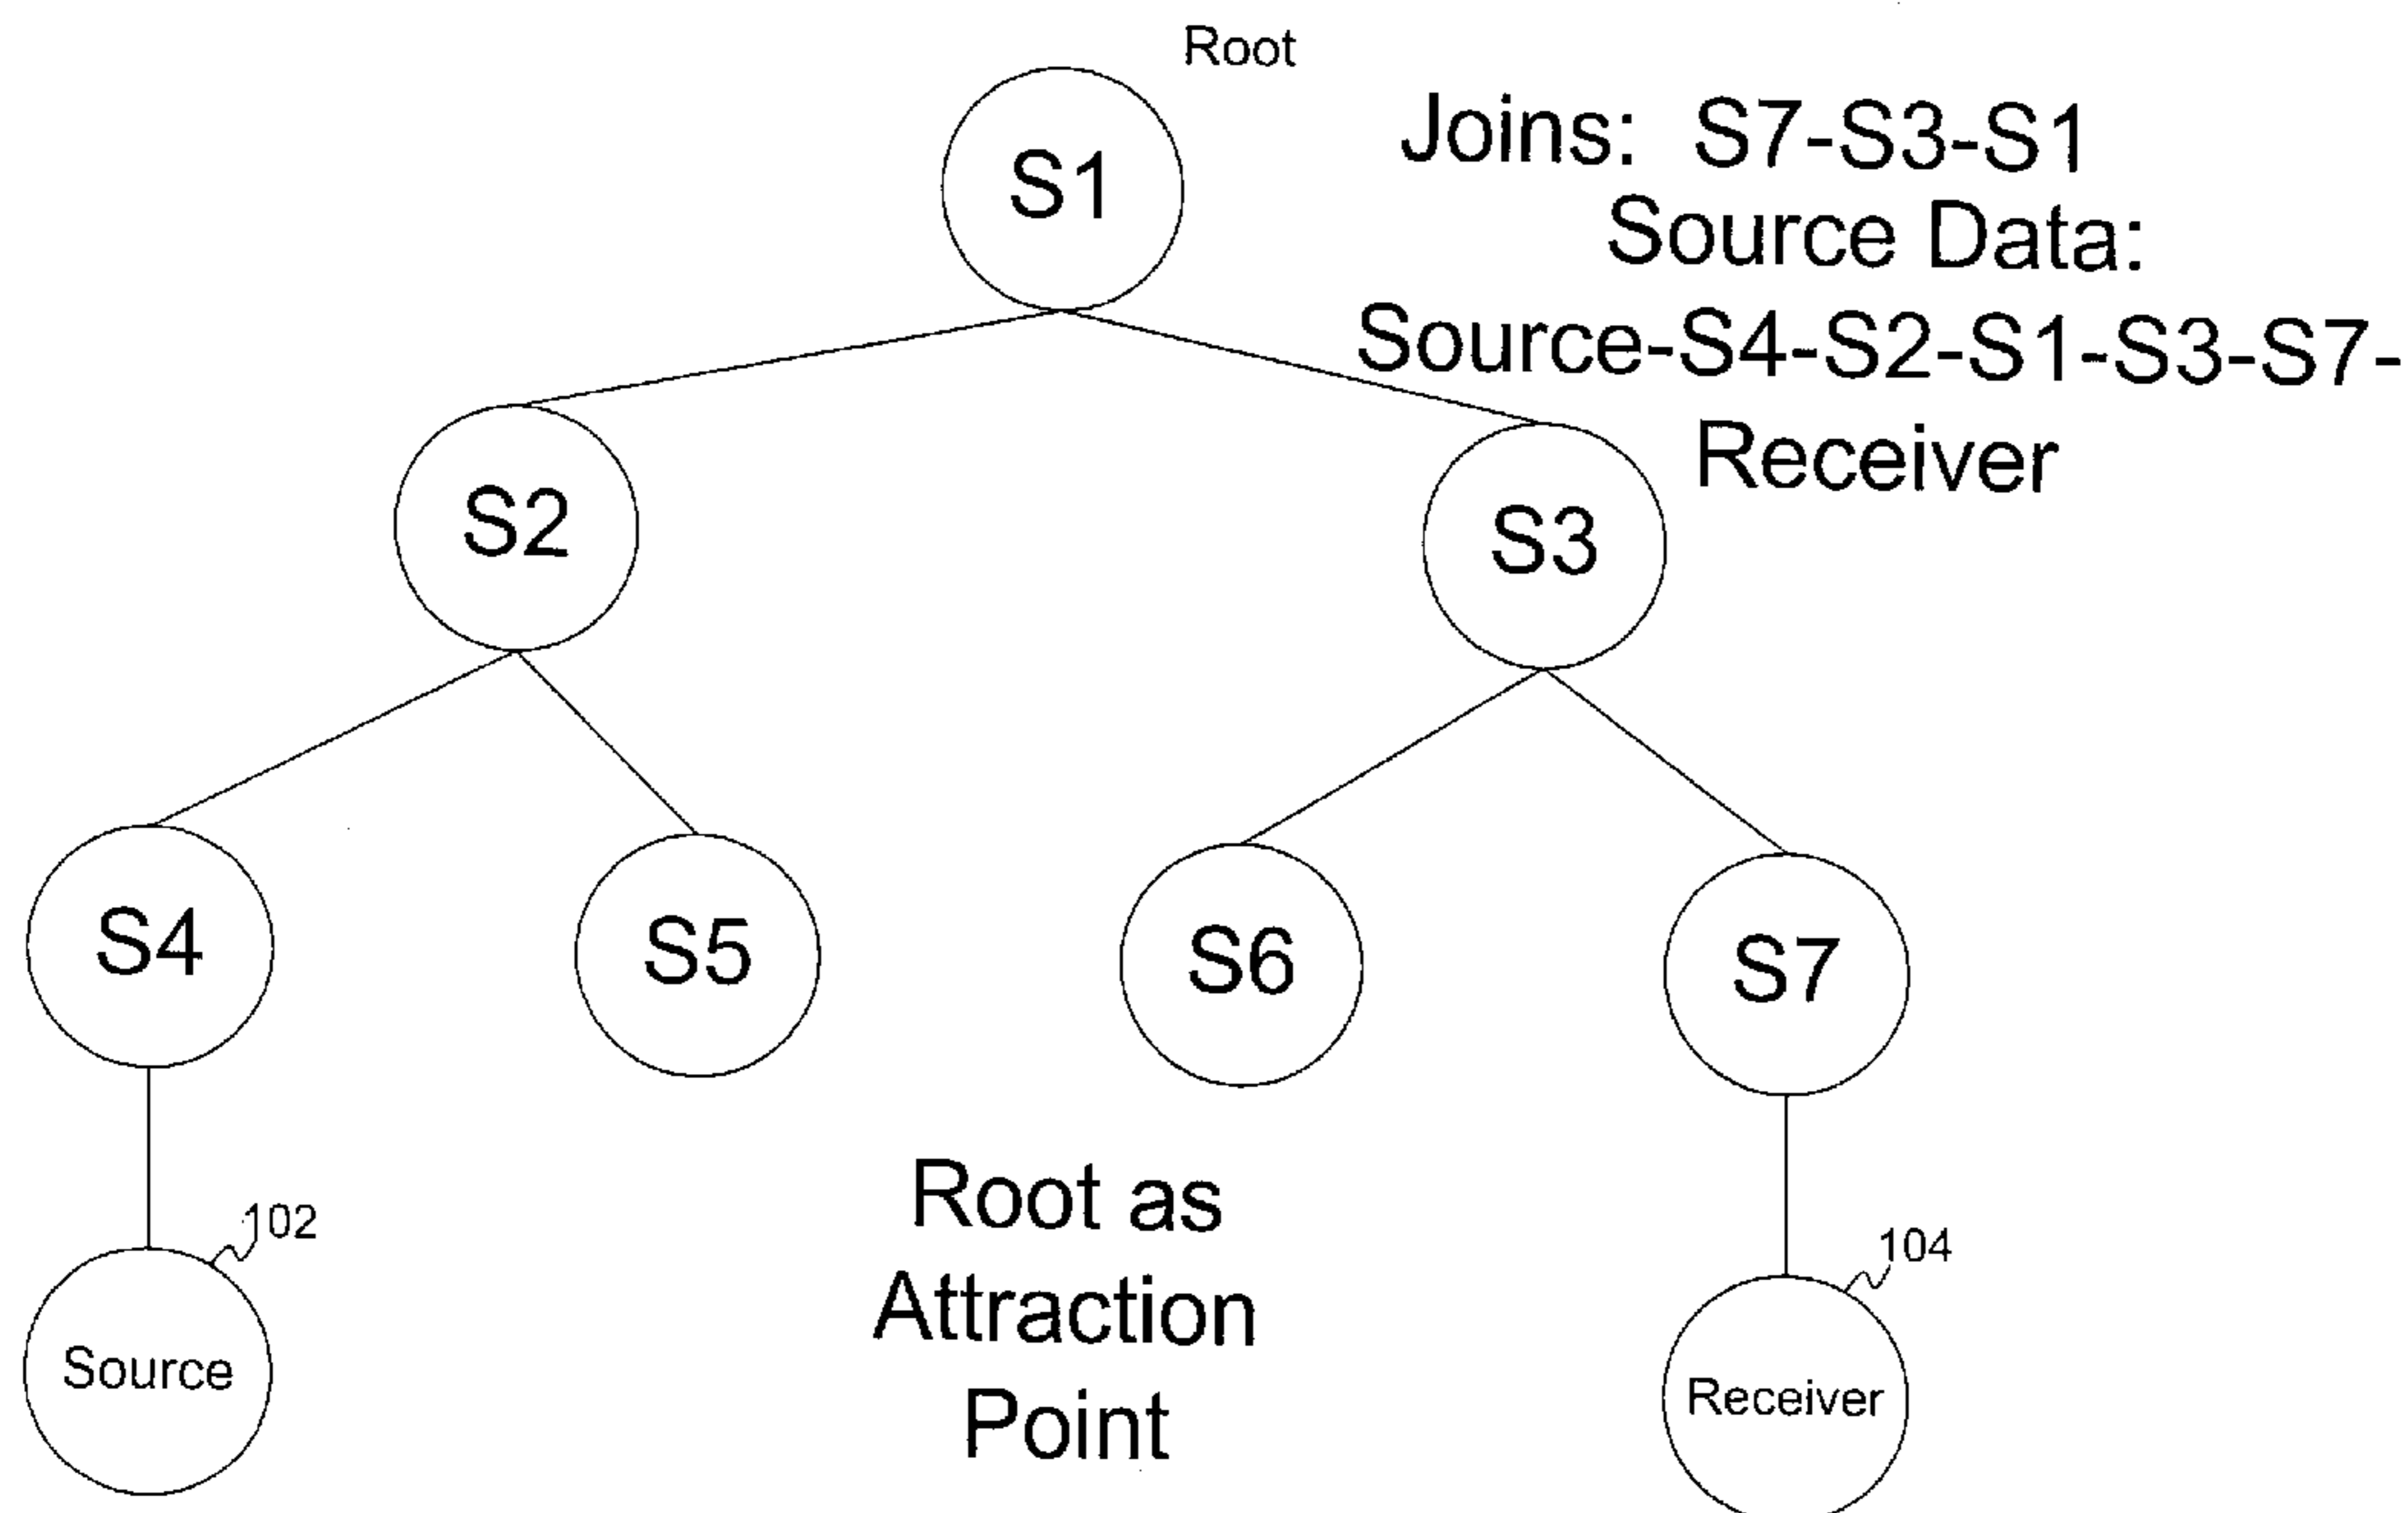 Root
S1
Joins: S7-S3-S1
Source Data:
Source-S4-S2-S1-S3-S7-
Receiver
S2
S3
S4
S5
S6
S7
Root as
Attraction
Point
102
Source
104
Receiver